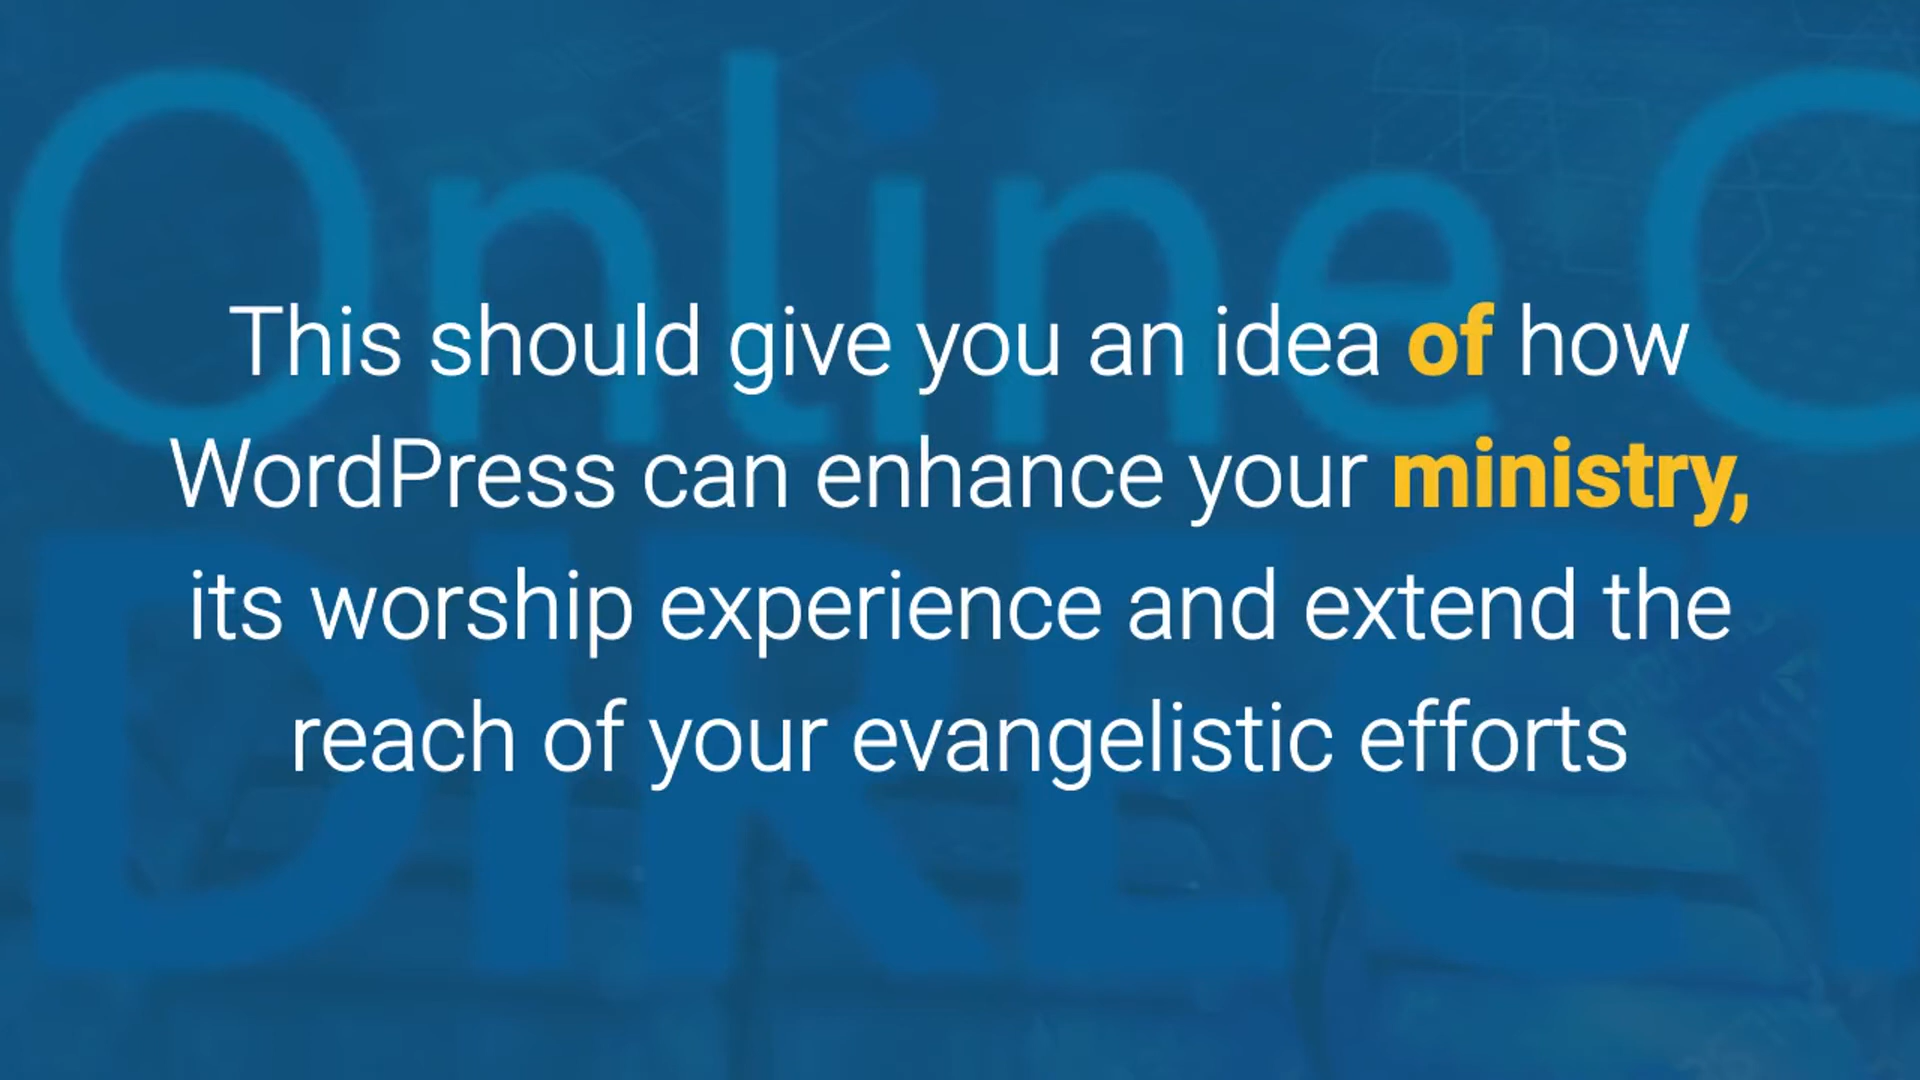 Online
This should give you an idea of how
WordPress can enhance your ministry,
its worship experience and extend the
reach of your evangelistic efforts